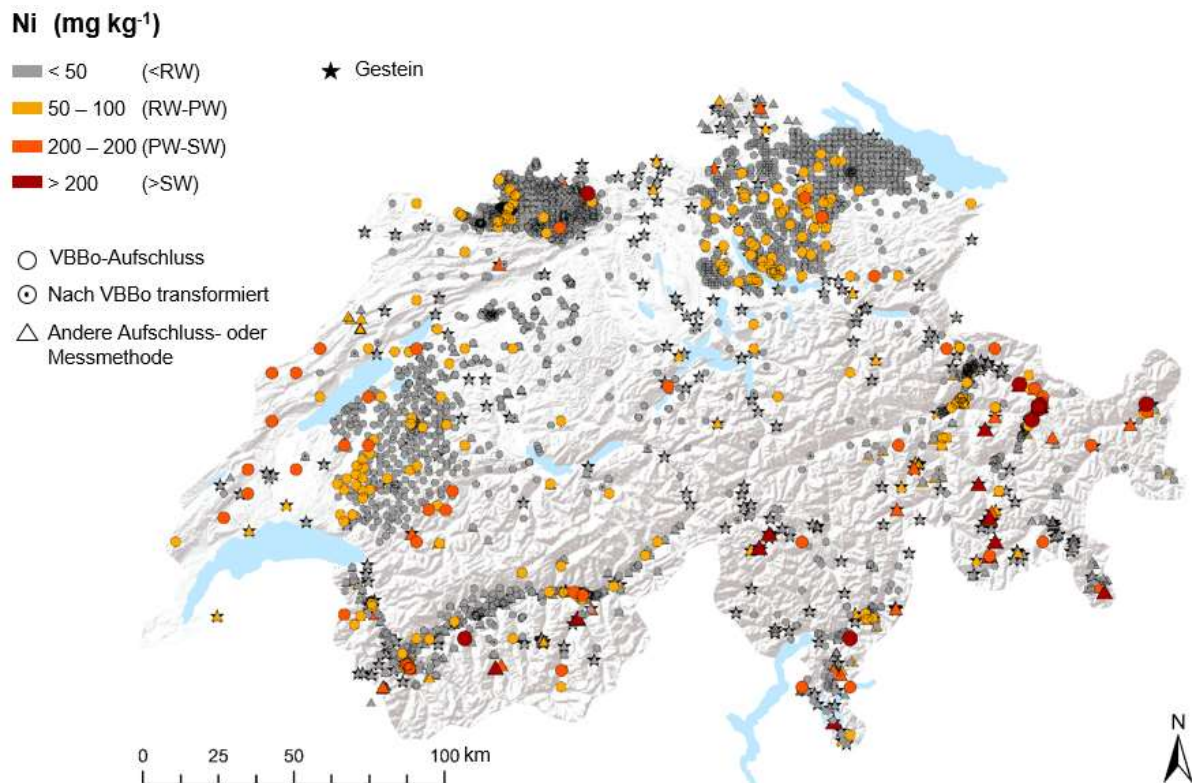 Ni (mg kg⁻¹)
< 50 (<RW)
★ Gestein
50 – 100 (RW-PW)
200 – 200 (PW-SW)
> 200 (>SW)
VBBo-Aufschluss
Nach VBBo transformiert
Andere Aufschluss- oder
Messmethode
0 25 50 100 km
N